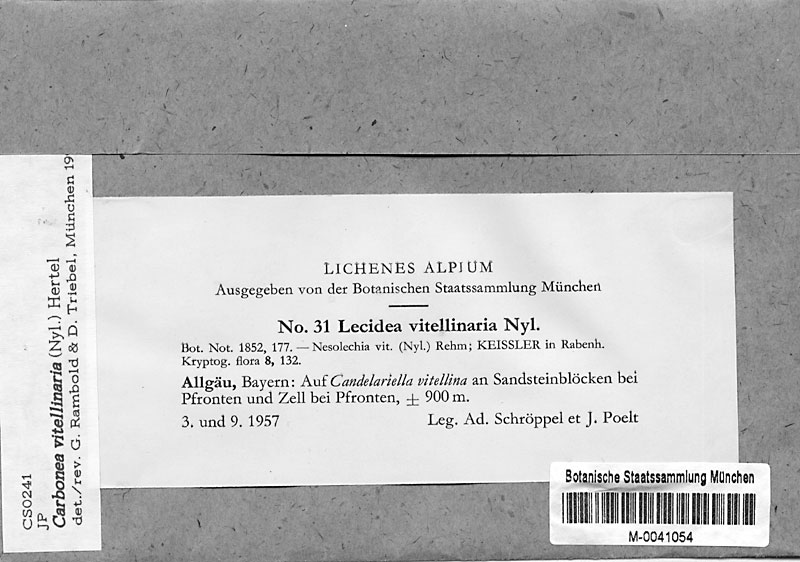 LICHENES ALPIUM
Ausgegeben von der Botanischen Staatssammlung München
No. 31 Lecidea vitellinaria Nyl.
Bot. Not. 1852, 177. — Nesolechia vit. (Nyl.) Rehm; KEISSLER in Rabenh.
Kryptog. flora 8, 132.
Allgäu, Bayern: Auf Candelariella vitellina an Sandsteinblöcken bei
Pfronten und Zell bei Pfronten, ± 900 m.
3. und 9. 1957 Leg. Ad. Schröppel et J. Poelt
CS0241
JP
Carbonea vitellinaria (Nyl.) Hertel
det./rev. G. Rambold & D. Triebel, München 19
Botanische Staatssammlung München
M-0041054